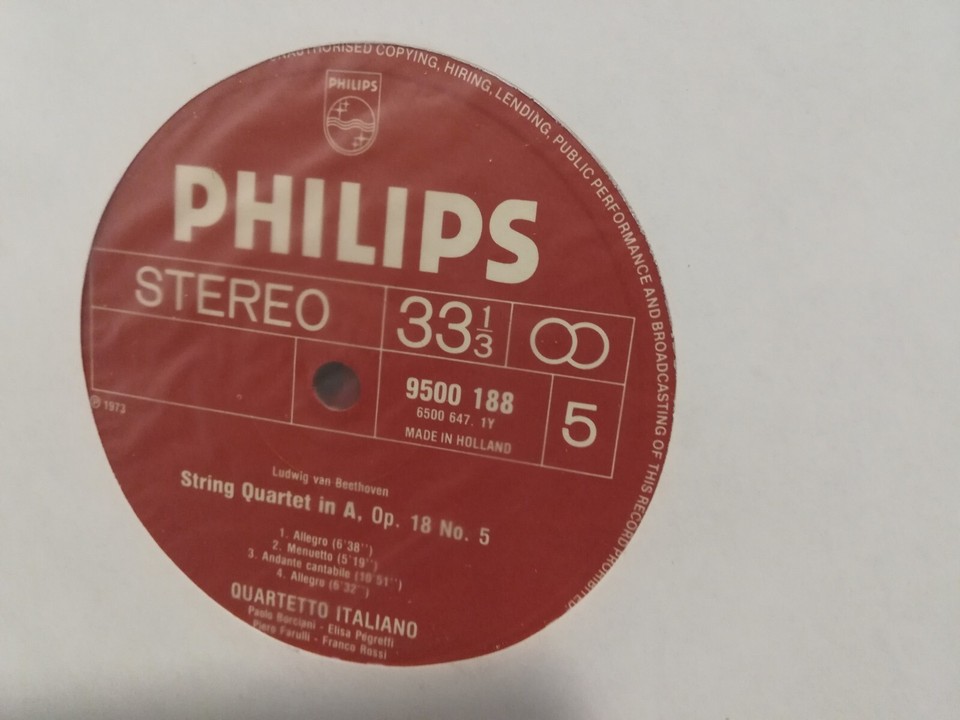 UNAUTHORISED COPYING, HIRING, LENDING, PUBLIC PERFORMANCE AND BROADCASTING OF THIS RECORD PROHIBITED.
PHILIPS
PHILIPS
STEREO
33 1/3
9500 188
6500 647. 1Y
MADE IN HOLLAND
5
℗ 1973
Ludwig van Beethoven
String Quartet in A, Op. 18 No. 5
1. Allegro (6'38'')
2. Menuetto (5'19'')
3. Andante cantabile (10'51'')
4. Allegro (6'32'')
QUARTETTO ITALIANO
Paolo Borciani - Elisa Pegreffi
Piero Farulli - Franco Rossi